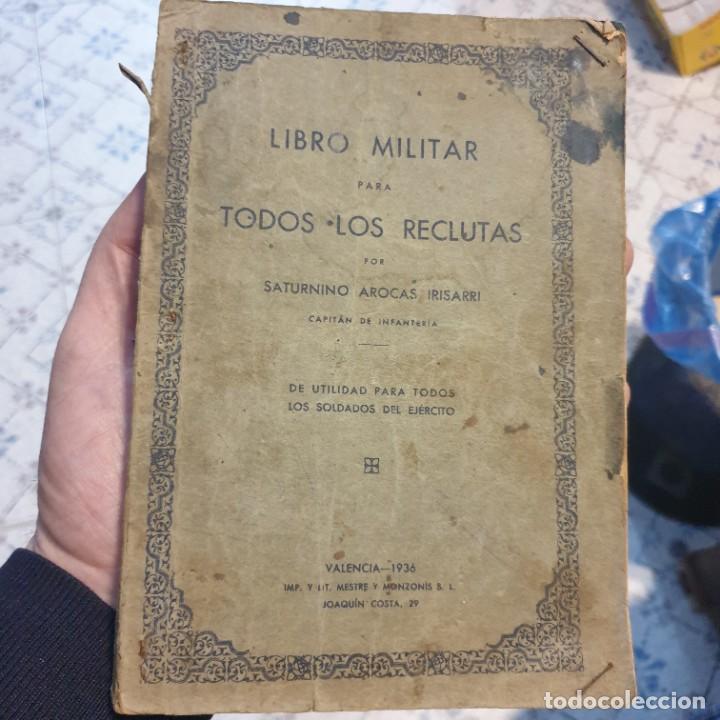 LIBRO MILITAR
PARA
TODOS LOS RECLUTAS
POR
SATURNINO AROCAS IRISARRI
CAPITÁN DE INFANTERÍA
DE UTILIDAD PARA TODOS
LOS SOLDADOS DEL EJÉRCITO
VALENCIA—1936
IMP. Y LIT. MESTRE Y MONZONIS S. L.
JOAQUÍN COSTA, 29
todocoleccion